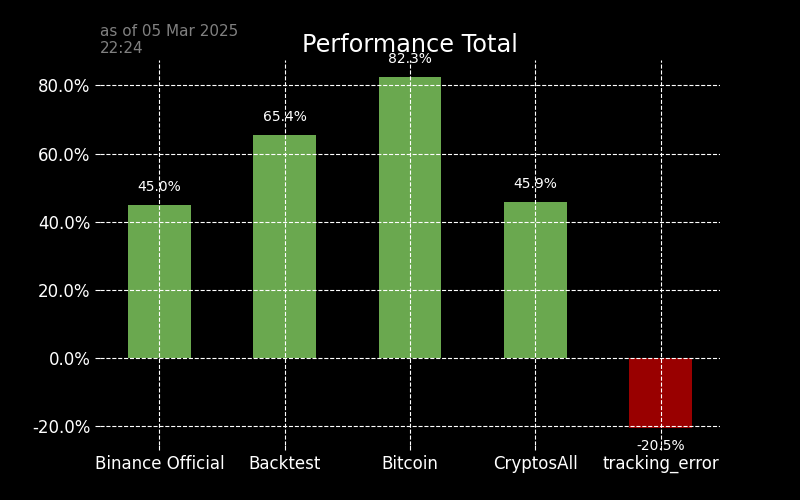 as of 05 Mar 2025
22:24
Performance Total
82.3%
80.0%
65.4%
60.0%
45.0%
45.9%
40.0%
20.0%
0.0%
-20.0%
-20.5%
Binance Official
Backtest
Bitcoin
CryptosAll
tracking_error